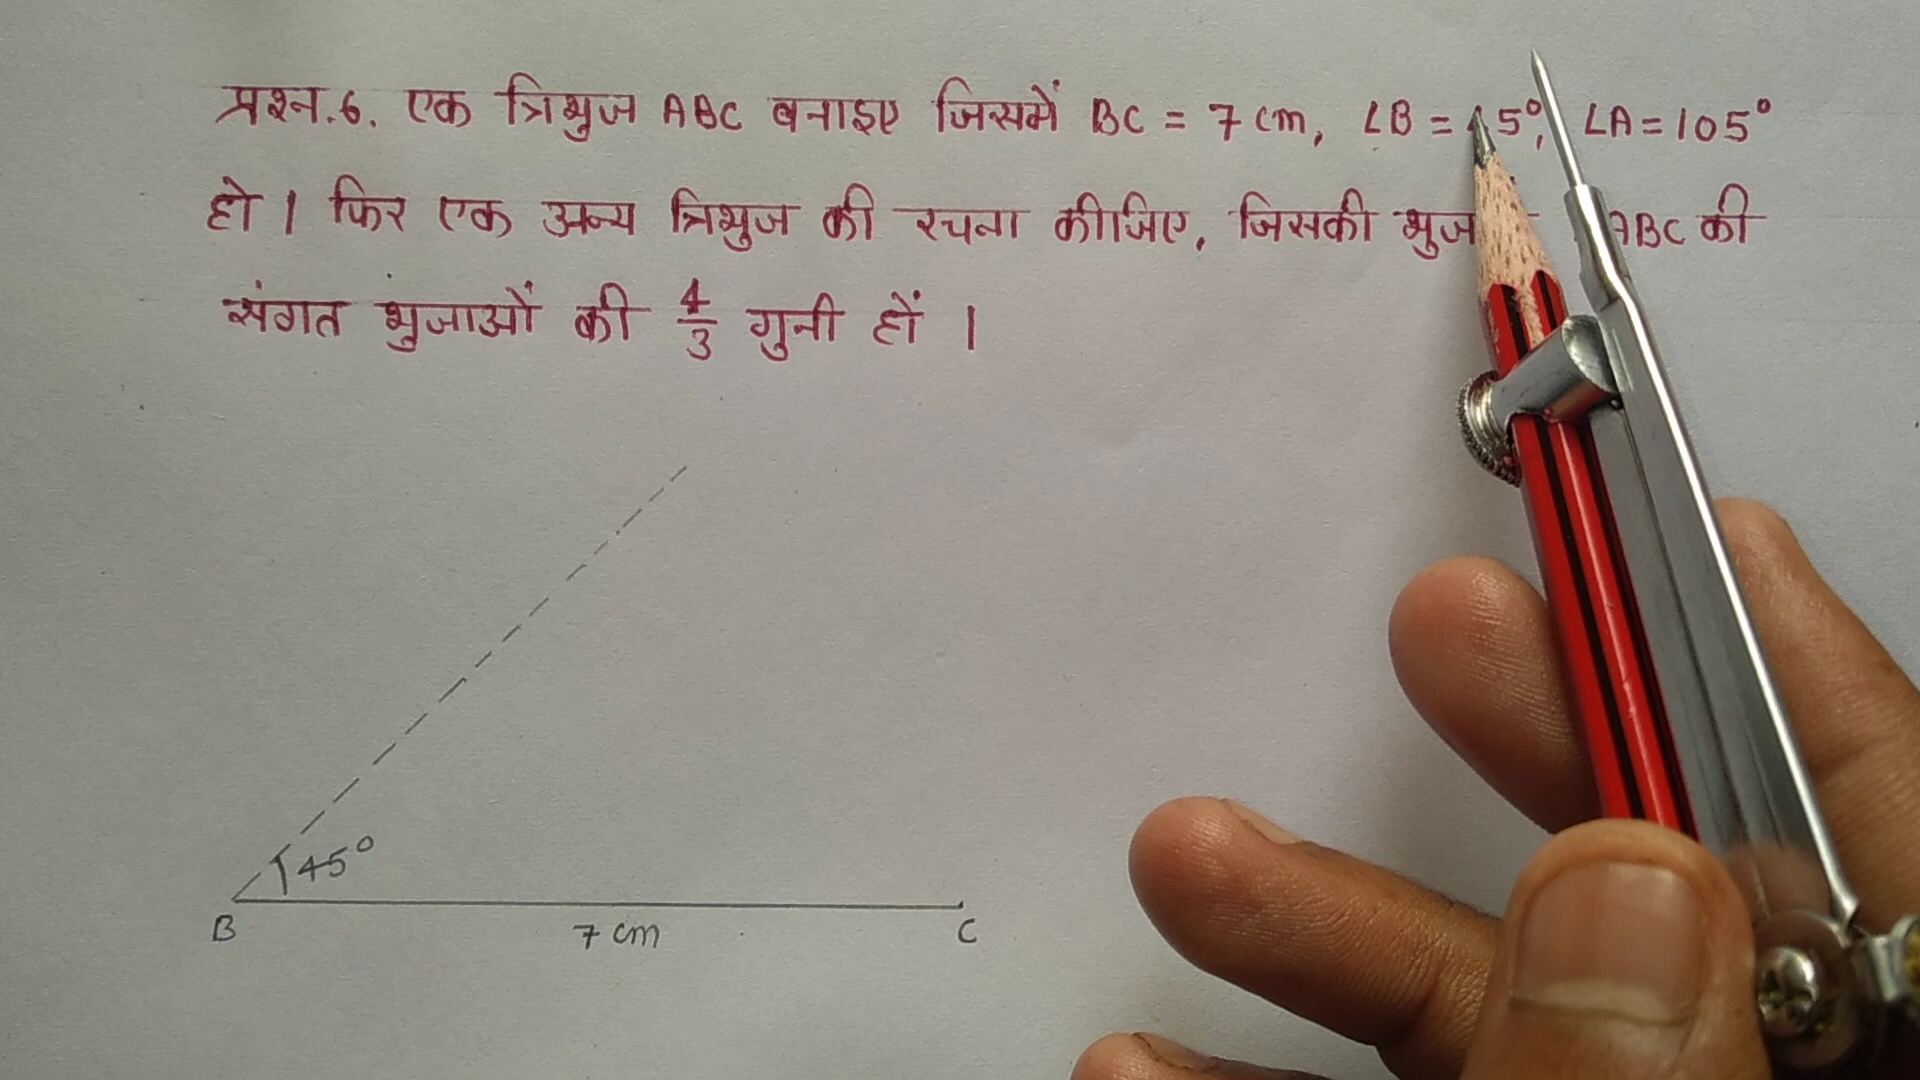 प्रश्न.6. एक त्रिभुज ABC बनाइए जिसमें BC = 7 cm, ∠B = 45°, ∠A = 105°
हो । फिर एक अन्य त्रिभुज की रचना कीजिए, जिसकी ABC की
संगत भुजाओं की 4/3 गुनी हों ।
45°
B 7 cm C